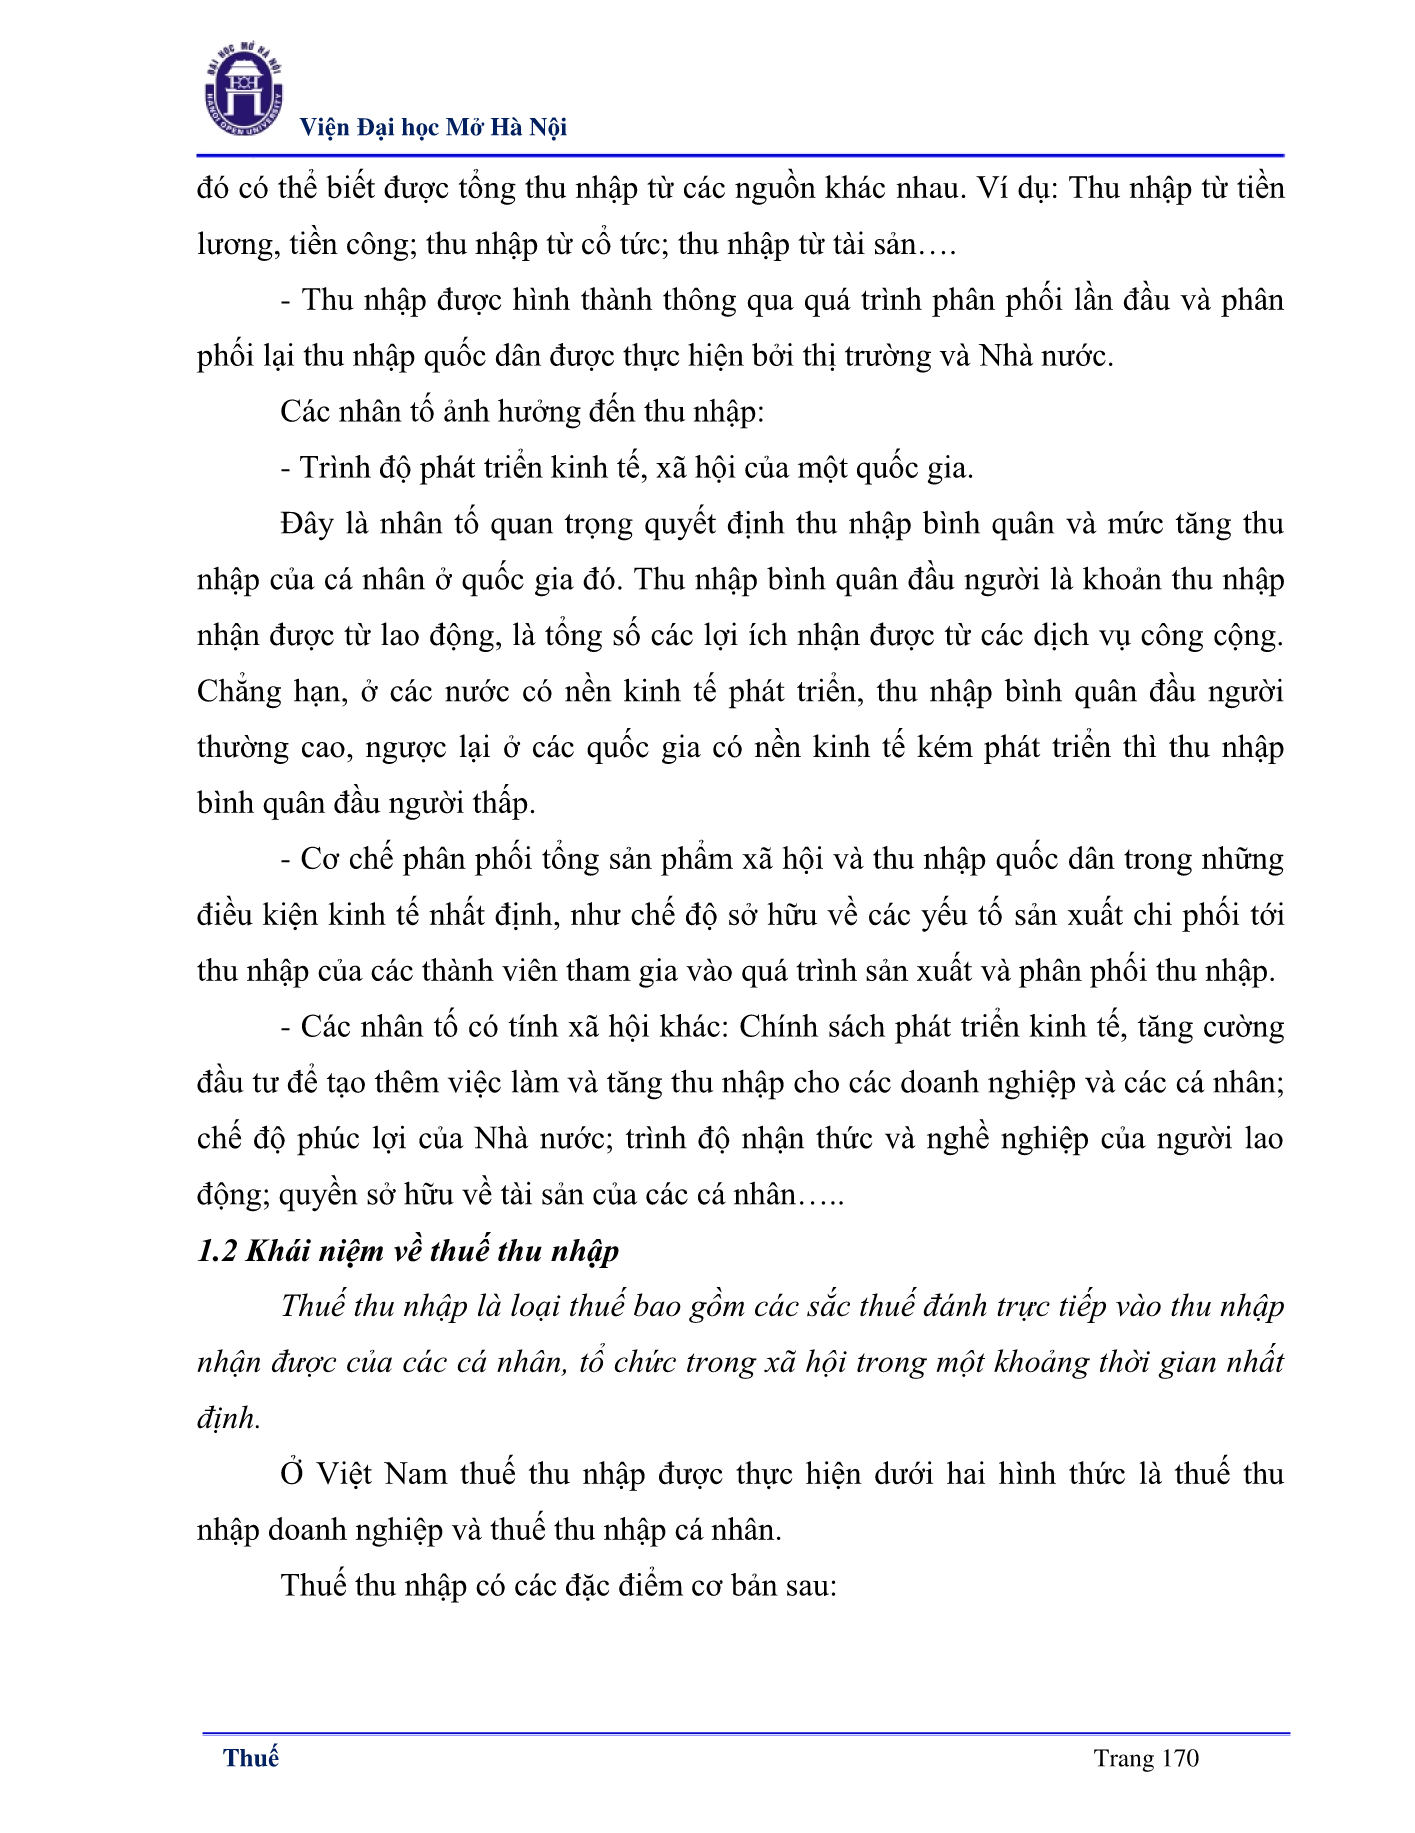 ĐẠI HỌC MỞ HÀ NỘI
HANOI OPEN UNIVERSITY
Viện Đại học Mở Hà Nội
đó có thể biết được tổng thu nhập từ các nguồn khác nhau. Ví dụ: Thu nhập từ tiền
lương, tiền công; thu nhập từ cổ tức; thu nhập từ tài sản….
- Thu nhập được hình thành thông qua quá trình phân phối lần đầu và phân
phối lại thu nhập quốc dân được thực hiện bởi thị trường và Nhà nước.
Các nhân tố ảnh hưởng đến thu nhập:
- Trình độ phát triển kinh tế, xã hội của một quốc gia.
Đây là nhân tố quan trọng quyết định thu nhập bình quân và mức tăng thu
nhập của cá nhân ở quốc gia đó. Thu nhập bình quân đầu người là khoản thu nhập
nhận được từ lao động, là tổng số các lợi ích nhận được từ các dịch vụ công cộng.
Chẳng hạn, ở các nước có nền kinh tế phát triển, thu nhập bình quân đầu người
thường cao, ngược lại ở các quốc gia có nền kinh tế kém phát triển thì thu nhập
bình quân đầu người thấp.
- Cơ chế phân phối tổng sản phẩm xã hội và thu nhập quốc dân trong những
điều kiện kinh tế nhất định, như chế độ sở hữu về các yếu tố sản xuất chi phối tới
thu nhập của các thành viên tham gia vào quá trình sản xuất và phân phối thu nhập.
- Các nhân tố có tính xã hội khác: Chính sách phát triển kinh tế, tăng cường
đầu tư để tạo thêm việc làm và tăng thu nhập cho các doanh nghiệp và các cá nhân;
chế độ phúc lợi của Nhà nước; trình độ nhận thức và nghề nghiệp của người lao
động; quyền sở hữu về tài sản của các cá nhân…..
1.2 Khái niệm về thuế thu nhập
Thuế thu nhập là loại thuế bao gồm các sắc thuế đánh trực tiếp vào thu nhập
nhận được của các cá nhân, tổ chức trong xã hội trong một khoảng thời gian nhất
định.
Ở Việt Nam thuế thu nhập được thực hiện dưới hai hình thức là thuế thu
nhập doanh nghiệp và thuế thu nhập cá nhân.
Thuế thu nhập có các đặc điểm cơ bản sau:
Thuế
Trang 170